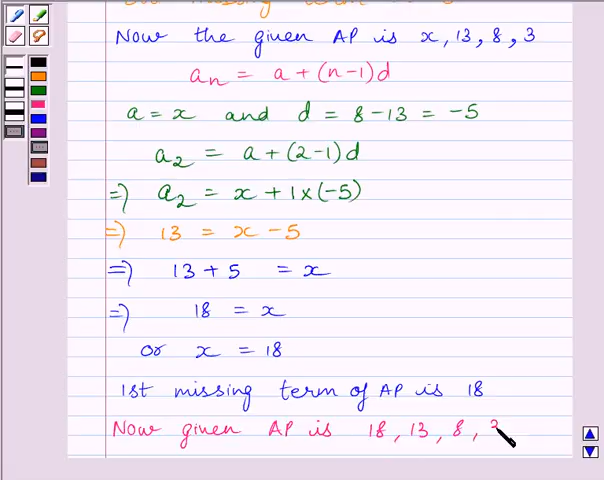 Now the given AP is x, 13, 8, 3
an = a + (n-1)d
a = x and d = 8 - 13 = -5
a2 = a + (2-1)d
=) a2 = x + 1 × (-5)
=) 13 = x - 5
=) 13 + 5 = x
=) 18 = x
or x = 18
1st missing term of AP is 18
Now given AP is 18, 13, 8, 3